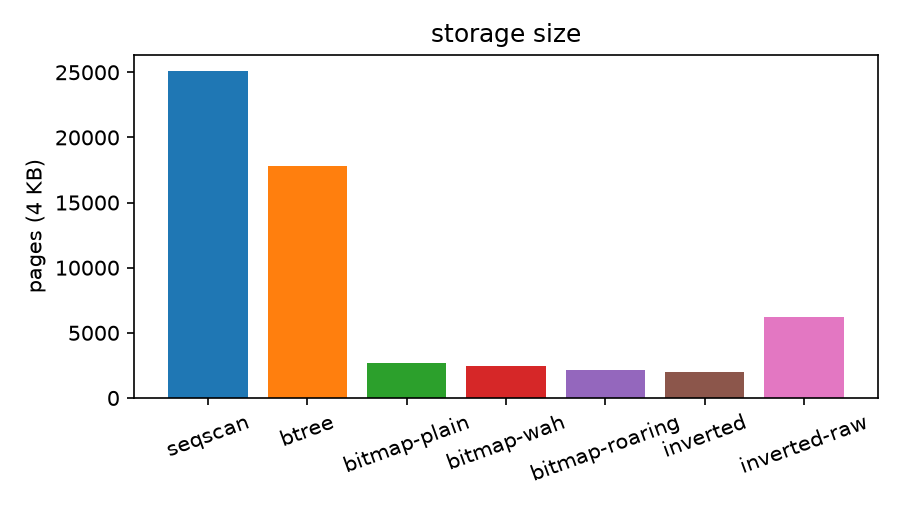 storage size
pages (4 KB)
25000
20000
15000
10000
5000
0
seqscan
btree
bitmap-plain
bitmap-wah
bitmap-roaring
inverted
inverted-raw